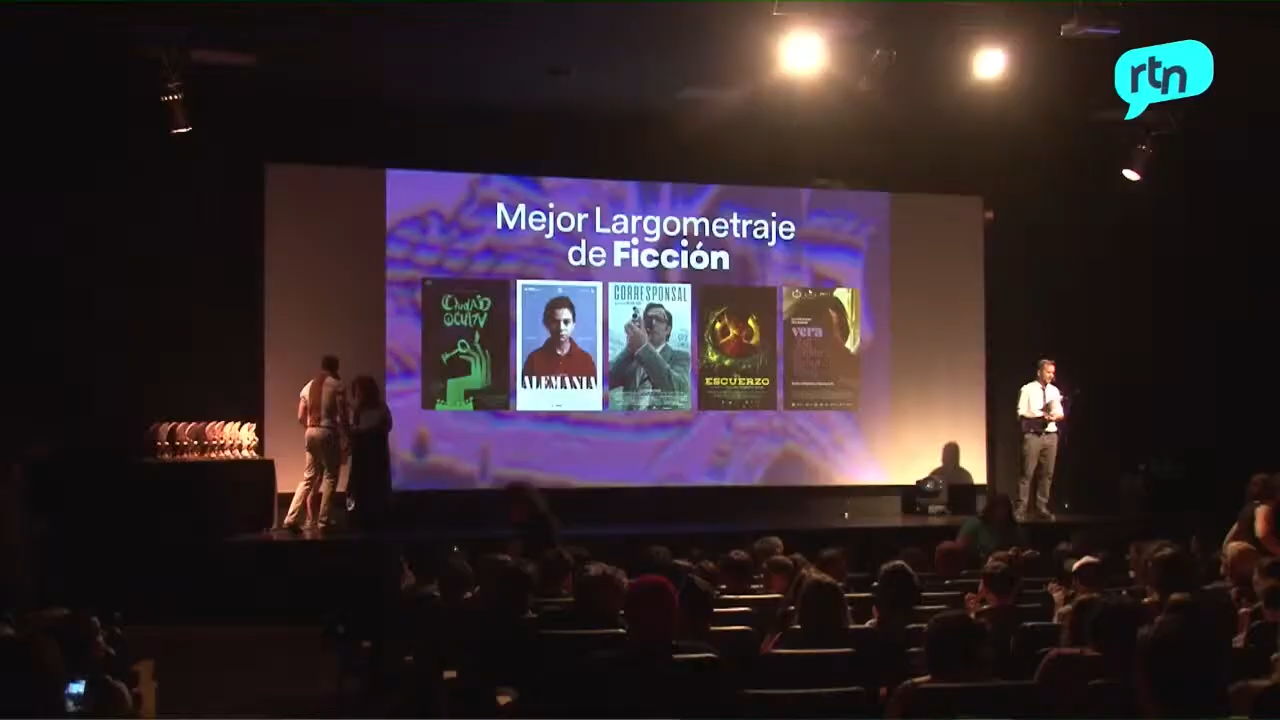 rtn
Mejor Largometraje
de Ficción
CIUDAD
OCULTA
ALEMANIA
CORRESPONSAL
ESCUERZO
vera